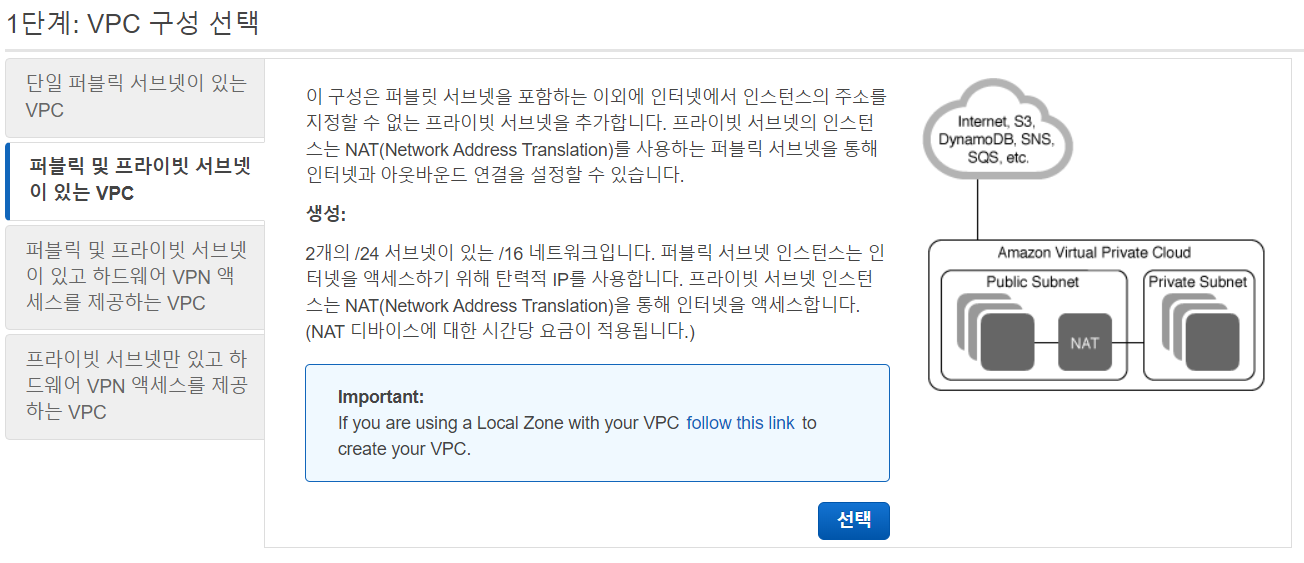 1단계: VPC 구성 선택
단일 퍼블릭 서브넷이 있는
VPC
퍼블릭 및 프라이빗 서브넷
이 있는 VPC
퍼블릭 및 프라이빗 서브넷
이 있고 하드웨어 VPN 액
세스를 제공하는 VPC
프라이빗 서브넷만 있고 하
드웨어 VPN 액세스를 제공
하는 VPC
이 구성은 퍼블릿 서브넷을 포함하는 이외에 인터넷에서 인스턴스의 주소를
지정할 수 없는 프라이빗 서브넷을 추가합니다. 프라이빗 서브넷의 인스턴
스는 NAT(Network Address Translation)를 사용하는 퍼블릭 서브넷을 통해
인터넷과 아웃바운드 연결을 설정할 수 있습니다.
생성:
2개의 /24 서브넷이 있는 /16 네트워크입니다. 퍼블릭 서브넷 인스턴스는 인
터넷을 액세스하기 위해 탄력적 IP를 사용합니다. 프라이빗 서브넷 인스턴
스는 NAT(Network Address Translation)을 통해 인터넷을 액세스합니다.
(NAT 디바이스에 대한 시간당 요금이 적용됩니다.)
Important:
If you are using a Local Zone with your VPC follow this link to
create your VPC.
선택
Internet, S3,
DynamoDB, SNS,
SQS, etc.
Amazon Virtual Private Cloud
Public Subnet
Private Subnet
NAT